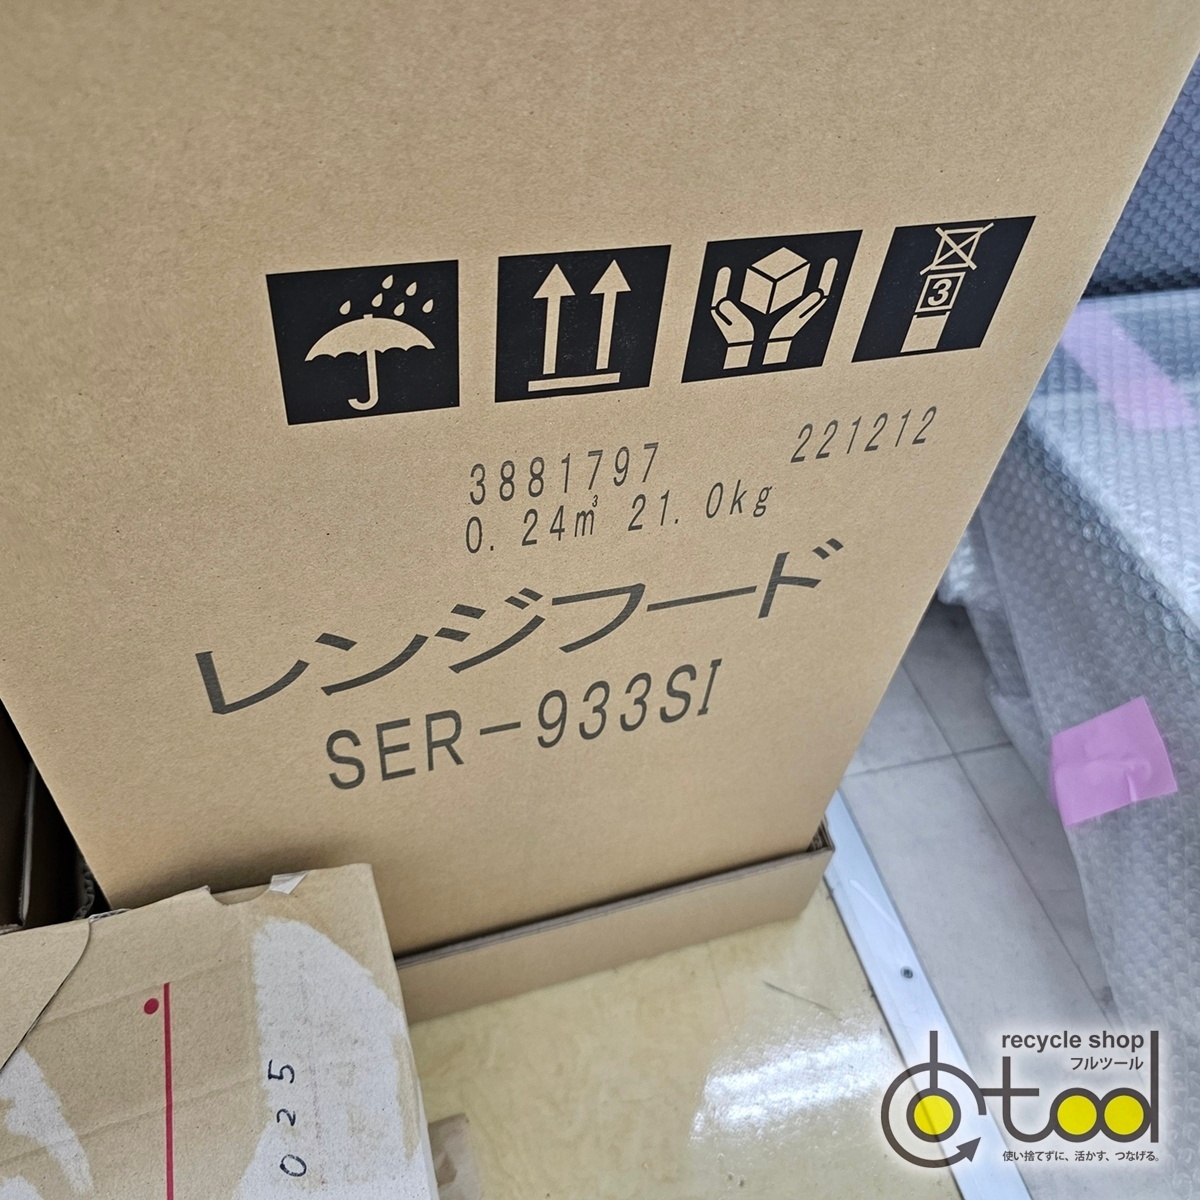 3
3881797 221212
0.24m³ 21.0kg
レンジフード
SER-933SI
025
recycle shop
フルツール
tool
使い捨てずに、活かす、つなげる。